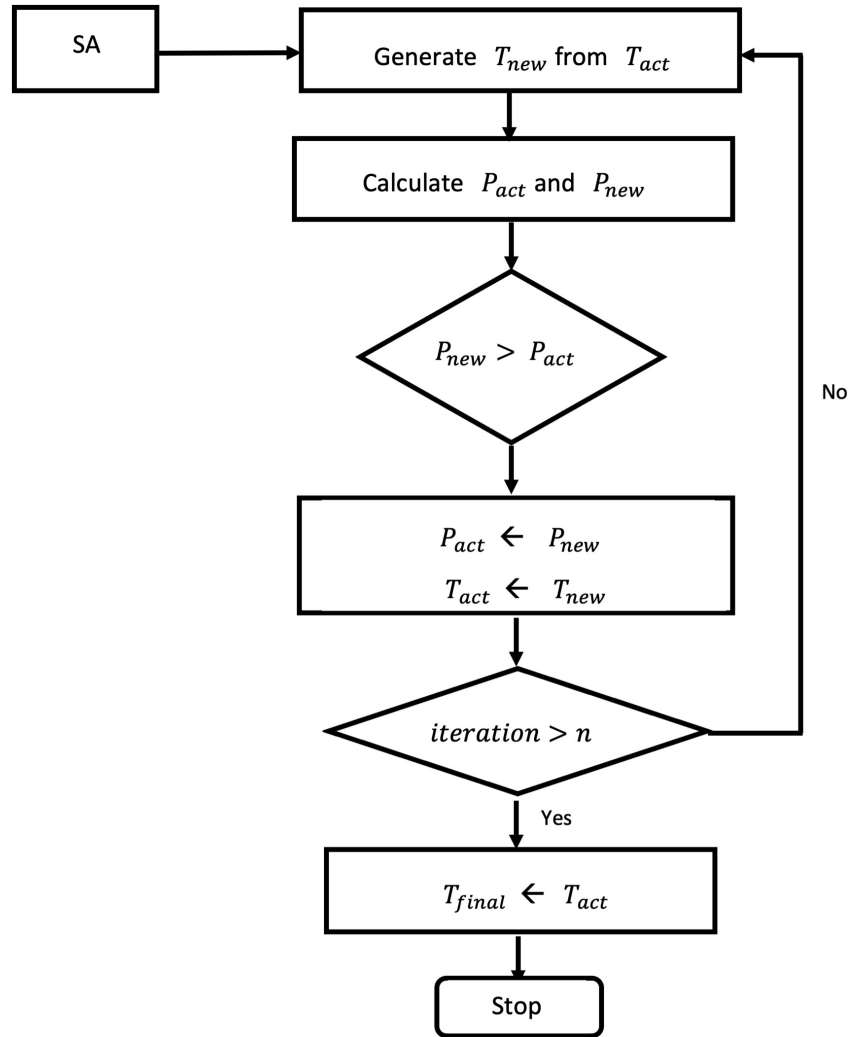 SA
Generate T_new from T_act
Calculate P_act and P_new
P_new > P_act
No
P_act ← P_new
T_act ← T_new
iteration > n
Yes
T_final ← T_act
Stop